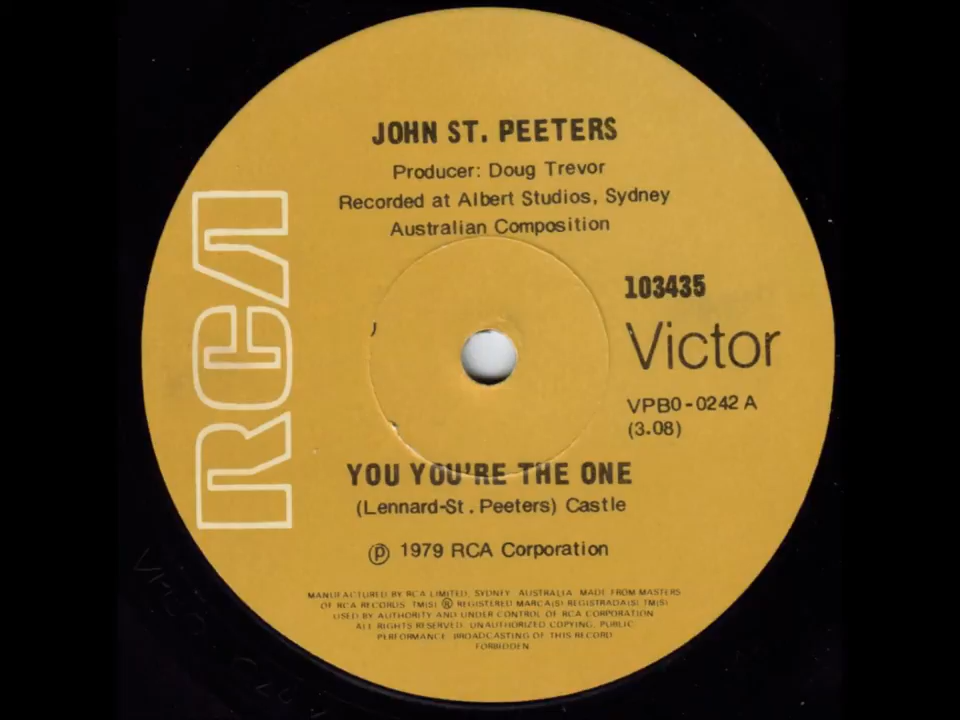 JOHN ST. PEETERS
Producer: Doug Trevor
Recorded at Albert Studios, Sydney
Australian Composition
RCA
103435
Victor
VPB0-0242 A
(3.08)
YOU YOU'RE THE ONE
(Lennard-St. Peeters) Castle
℗ 1979 RCA Corporation
MANUFACTURED BY RCA LIMITED, SYDNEY AUSTRALIA MADE FROM MASTERS
OF RCA RECORDS TM(S) ® REGISTERED MARCA(S) REGISTRADA(S) TM(S)
USED BY AUTHORITY AND UNDER CONTROL OF RCA CORPORATION
ALL RIGHTS RESERVED. UNAUTHORIZED COPYING, PUBLIC
PERFORMANCE BROADCASTING OF THIS RECORD
FORBIDDEN